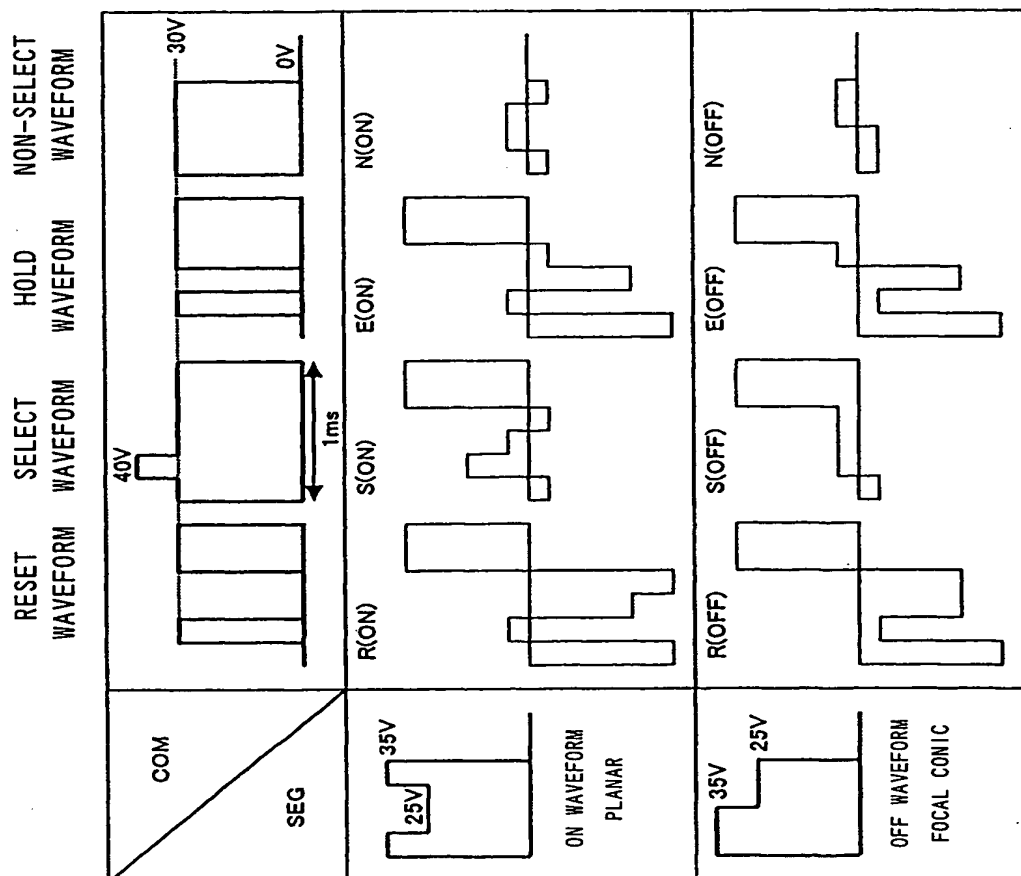 RESET
WAVEFORM
SELECT
WAVEFORM
HOLD
WAVEFORM
NON-SELECT
WAVEFORM
COM
SEG
40V
1ms
30V
0V
35V
25V
ON WAVEFORM
PLANAR
R(ON)
S(ON)
E(ON)
N(ON)
35V
25V
OFF WAVEFORM
FOCAL CONIC
R(OFF)
S(OFF)
E(OFF)
N(OFF)